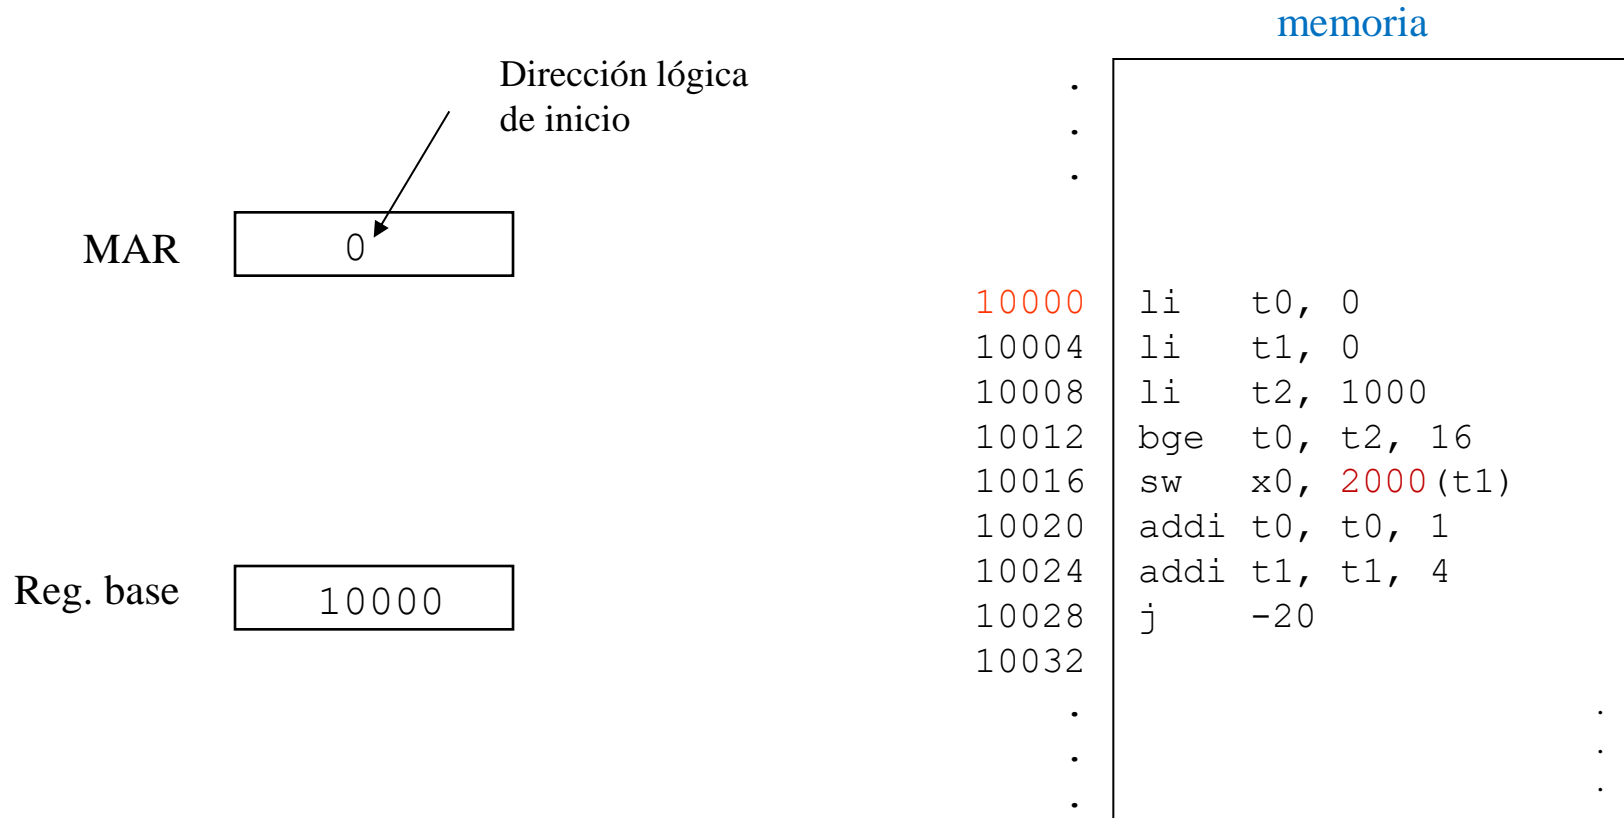 memoria
Dirección lógica
de inicio
.
.
.
MAR
0
10000 li t0, 0
10004 li t1, 0
10008 li t2, 1000
10012 bge t0, t2, 16
10016 sw x0, 2000(t1)
10020 addi t0, t0, 1
10024 addi t1, t1, 4
10028 j -20
10032
Reg. base
10000
. .
. .
. .